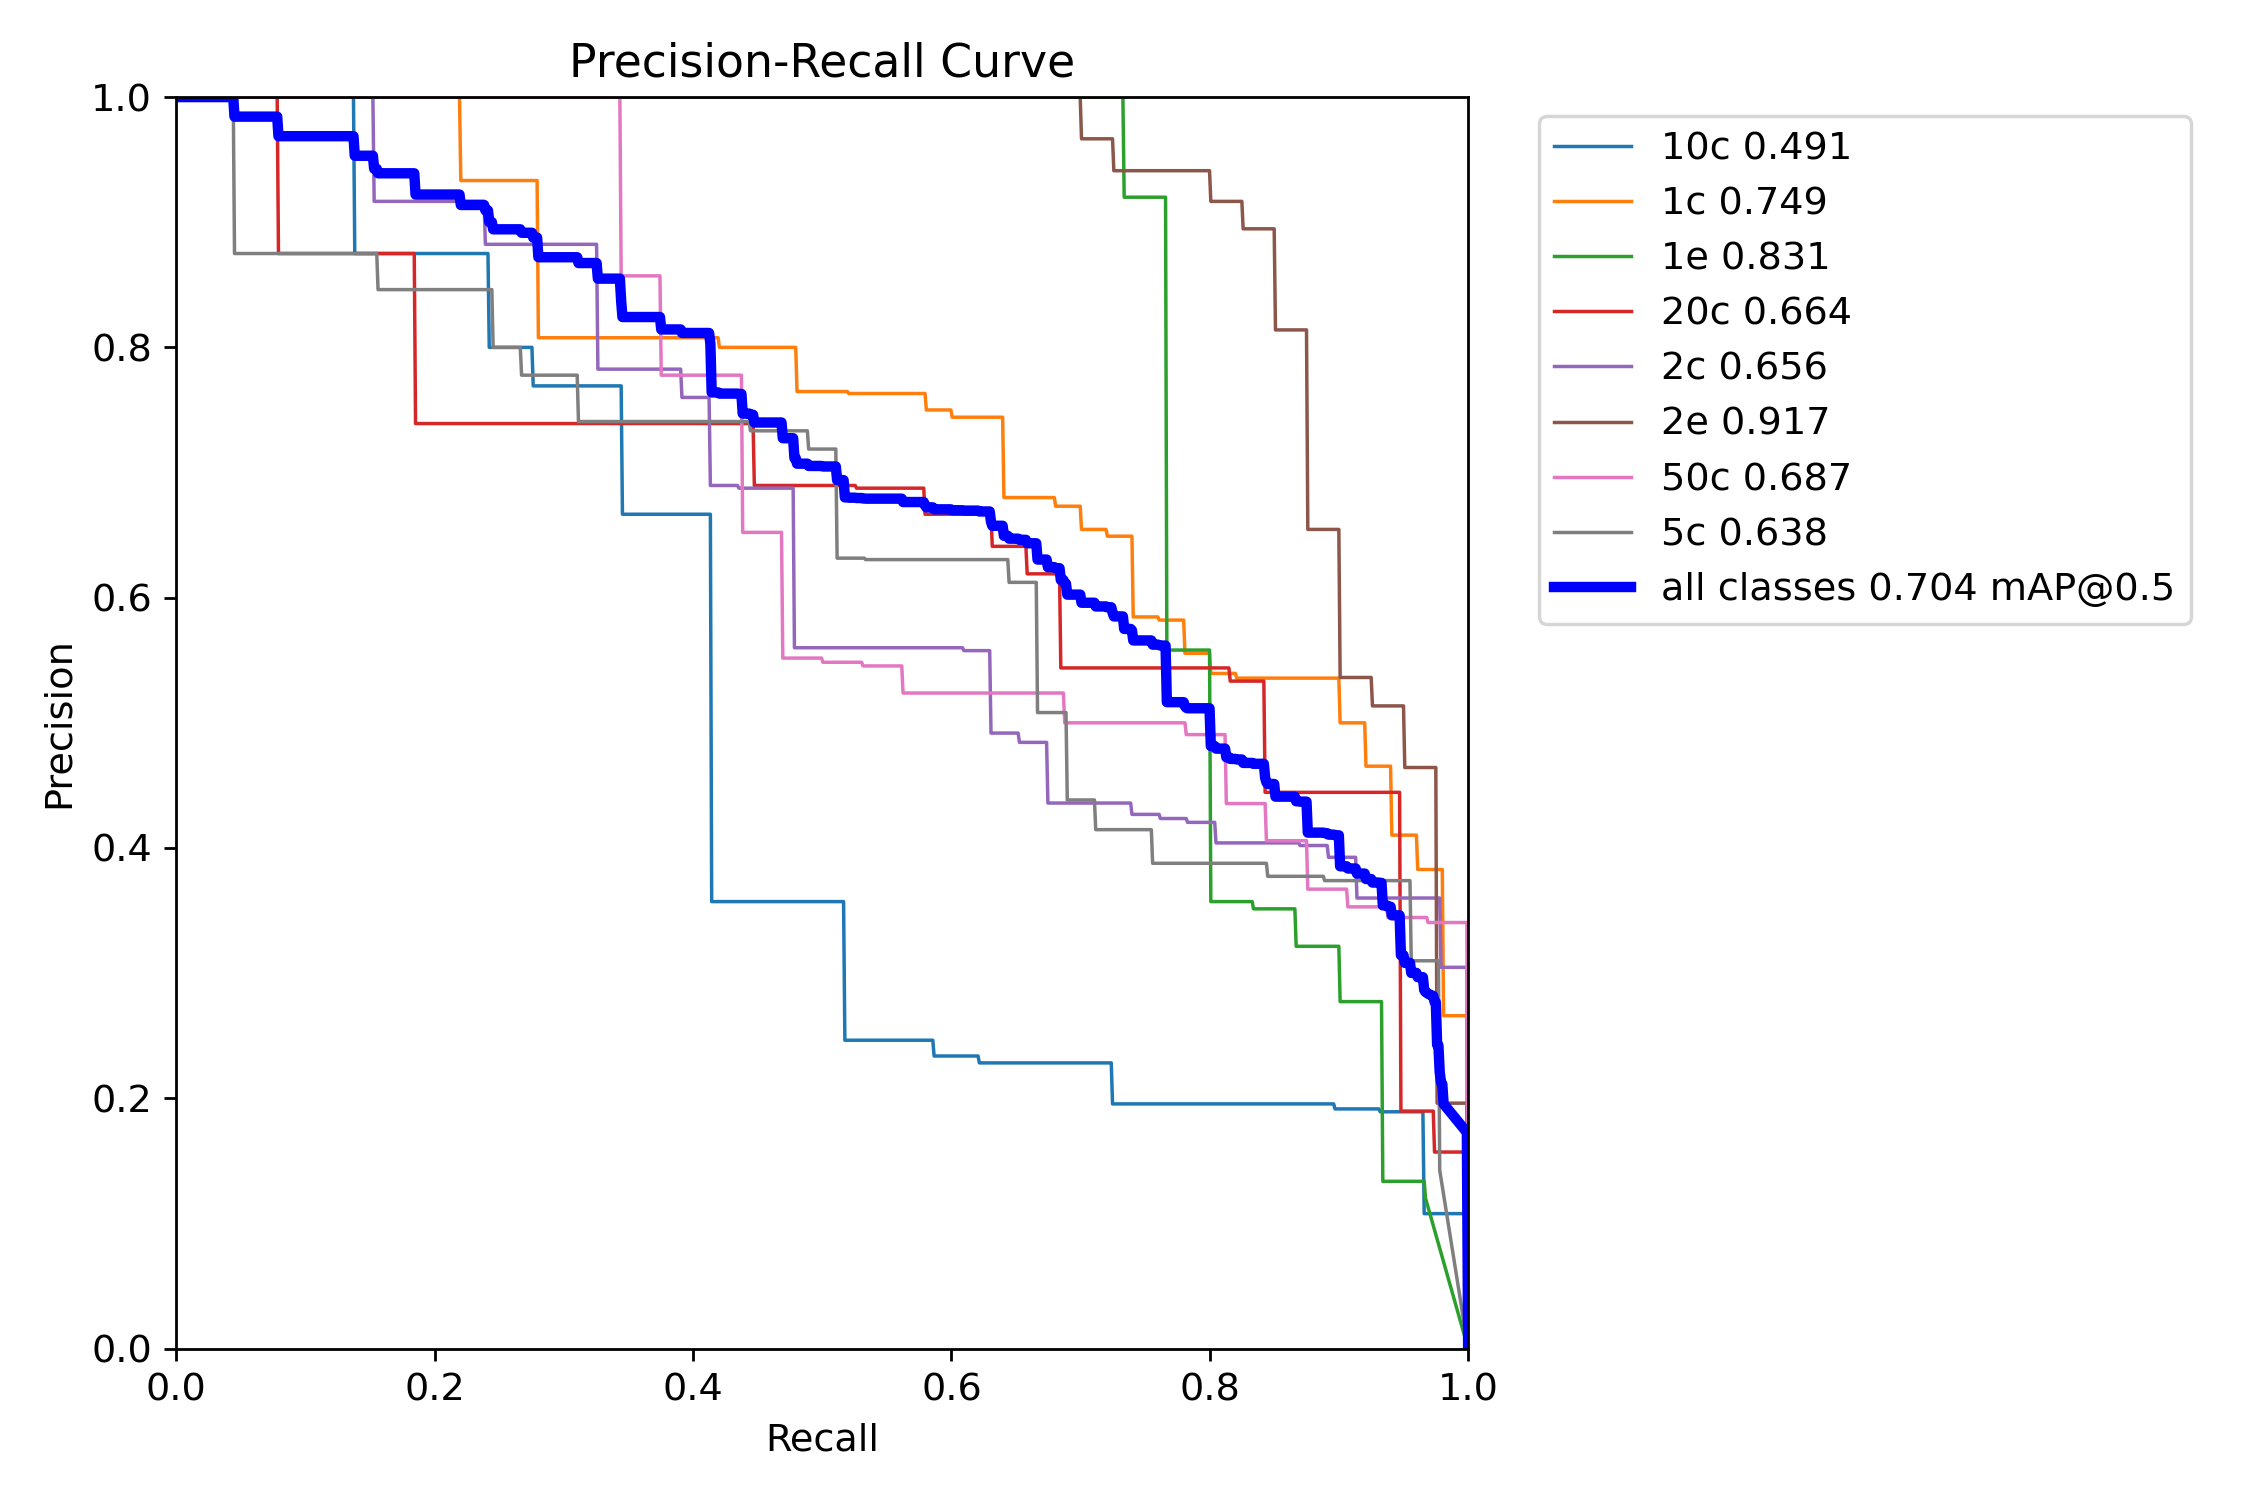 Precision-Recall Curve
1.0
0.8
0.6
0.4
0.2
0.0
Precision
0.0 0.2 0.4 0.6 0.8 1.0
Recall
10c 0.491
1c 0.749
1e 0.831
20c 0.664
2c 0.656
2e 0.917
50c 0.687
5c 0.638
all classes 0.704 mAP@0.5